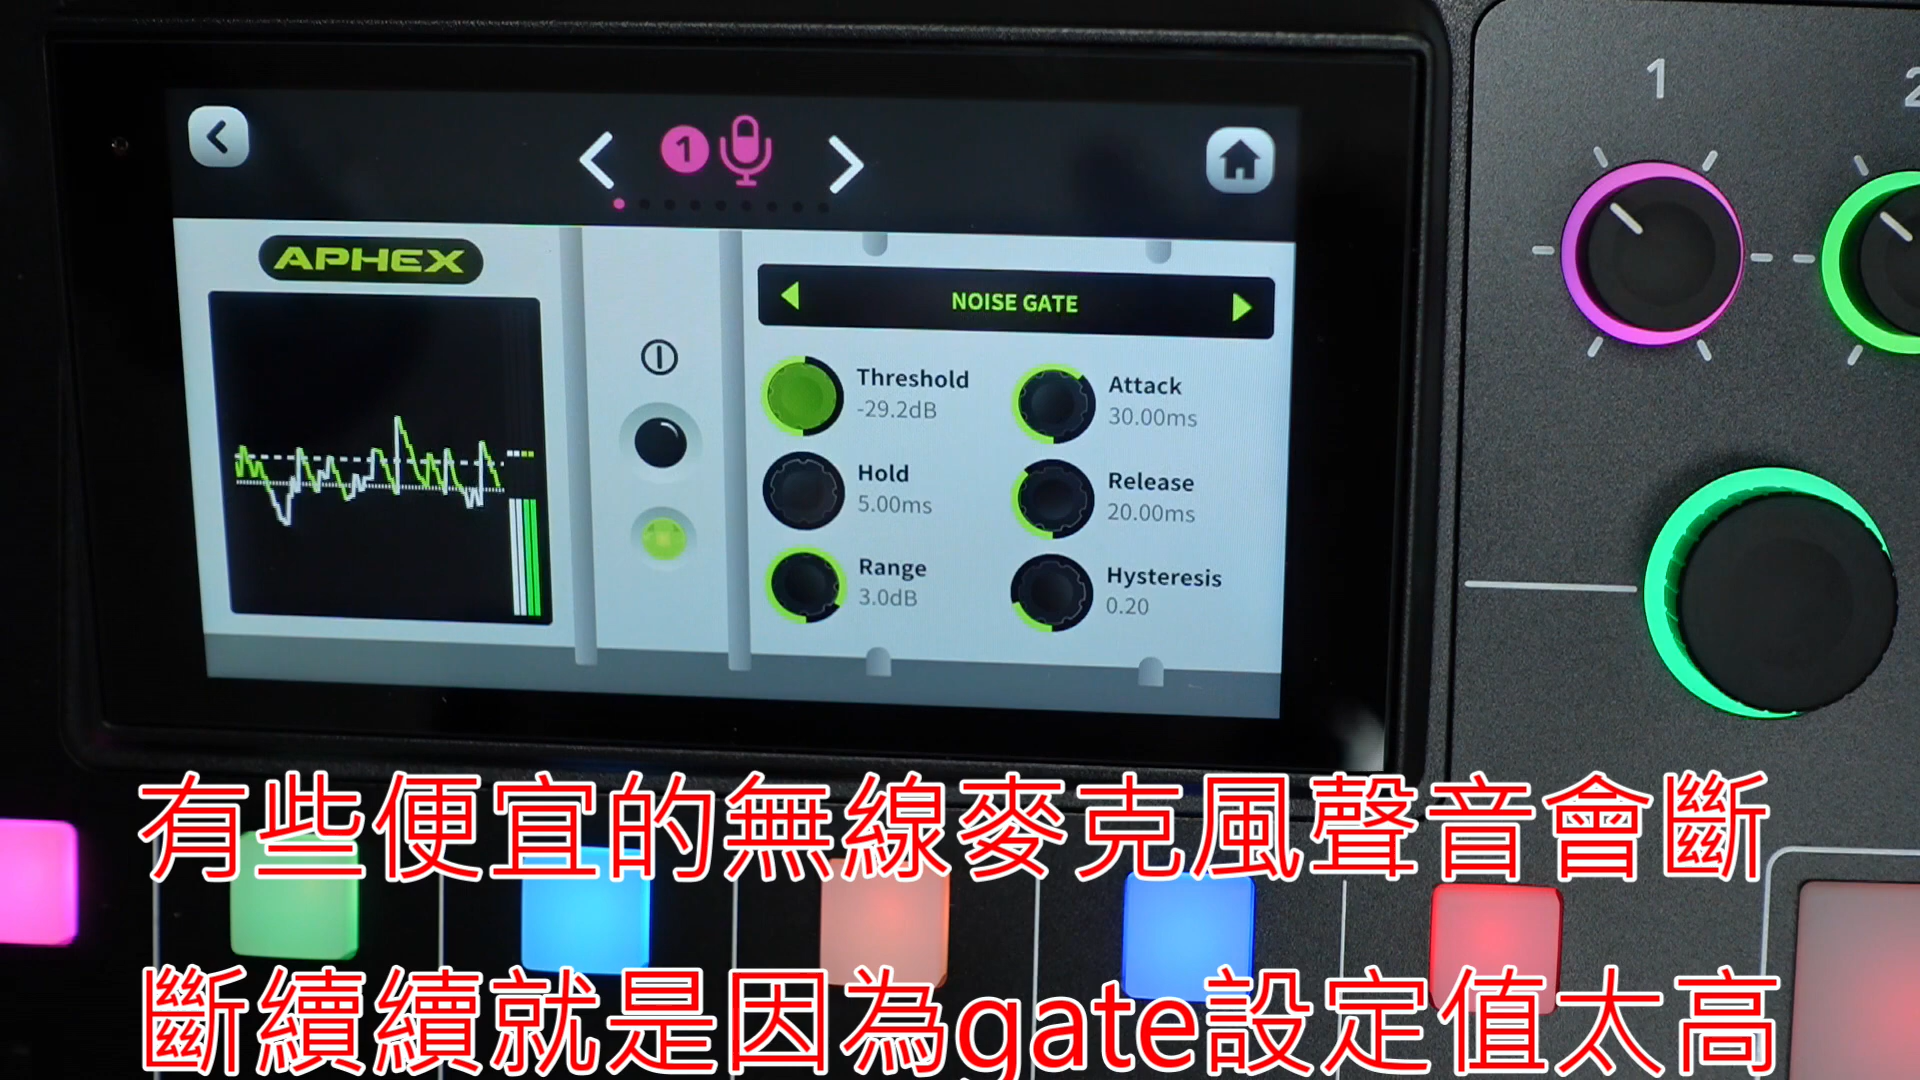 1
2
1
APHEX
NOISE GATE
Threshold
-29.2dB
Attack
30.00ms
Hold
5.00ms
Release
20.00ms
Range
3.0dB
Hysteresis
0.20
有些便宜的無線麥克風聲音會斷
斷續續就是因為gate設定值太高